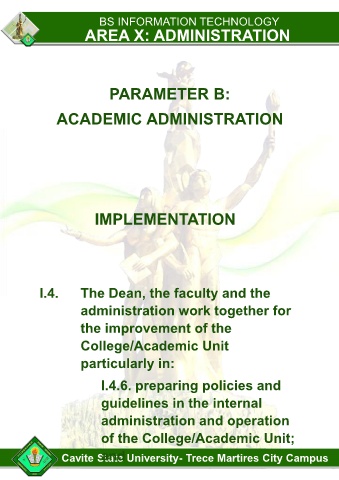 BS INFORMATION TECHNOLOGY
AREA X: ADMINISTRATION
PARAMETER B:
ACADEMIC ADMINISTRATION
IMPLEMENTATION
I.4. The Dean, the faculty and the
administration work together for
the improvement of the
College/Academic Unit
particularly in:
I.4.6. preparing policies and
guidelines in the internal
administration and operation
of the College/Academic Unit;
Cavite State University- Trece Martires City Campus